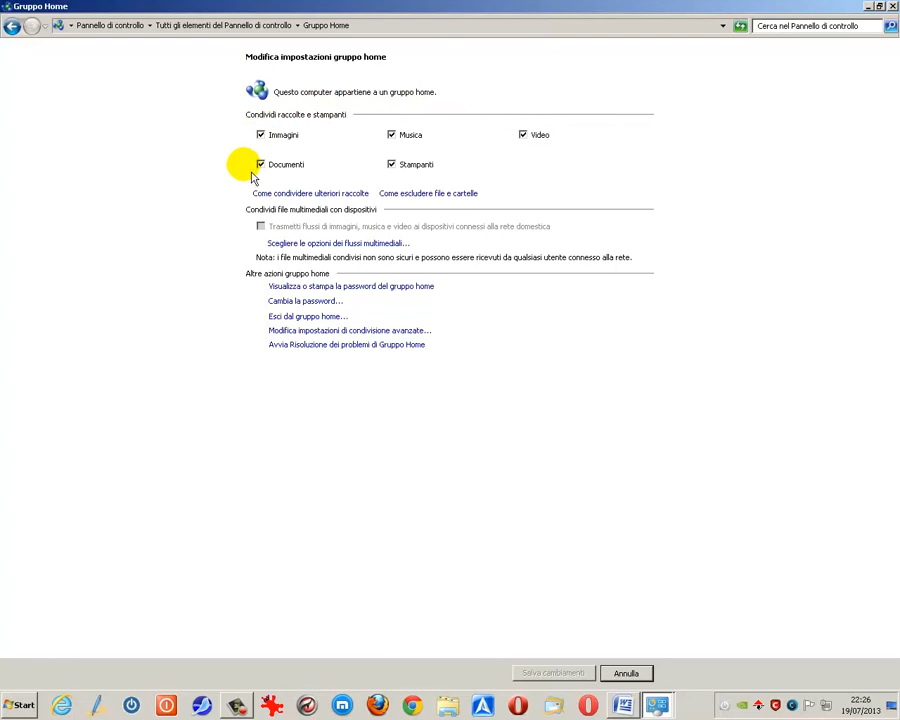 Gruppo Home
Pannello di controllo Tutti gli elementi del Pannello di controllo Gruppo Home Cerca nel Pannello di controllo
Modifica impostazioni gruppo home
Questo computer appartiene a un gruppo home.
Condividi raccolte e stampanti
Immagini Musica Video
Documenti Stampanti
Come condividere ulteriori raccolte Come escludere file e cartelle
Condividi file multimediali con dispositivi
Trasmetti flussi di immagini, musica e video ai dispositivi connessi alla rete domestica
Scegliere le opzioni dei flussi multimediali...
Nota: i file multimediali condivisi non sono sicuri e possono essere ricevuti da qualsiasi utente connesso alla rete.
Altre azioni gruppo home
Visualizza o stampa la password del gruppo home
Cambia la password...
Esci dal gruppo home...
Modifica impostazioni di condivisione avanzate...
Avvia Risoluzione dei problemi di Gruppo Home
Salva cambiamenti Annulla
Start 22:26
19/07/2013